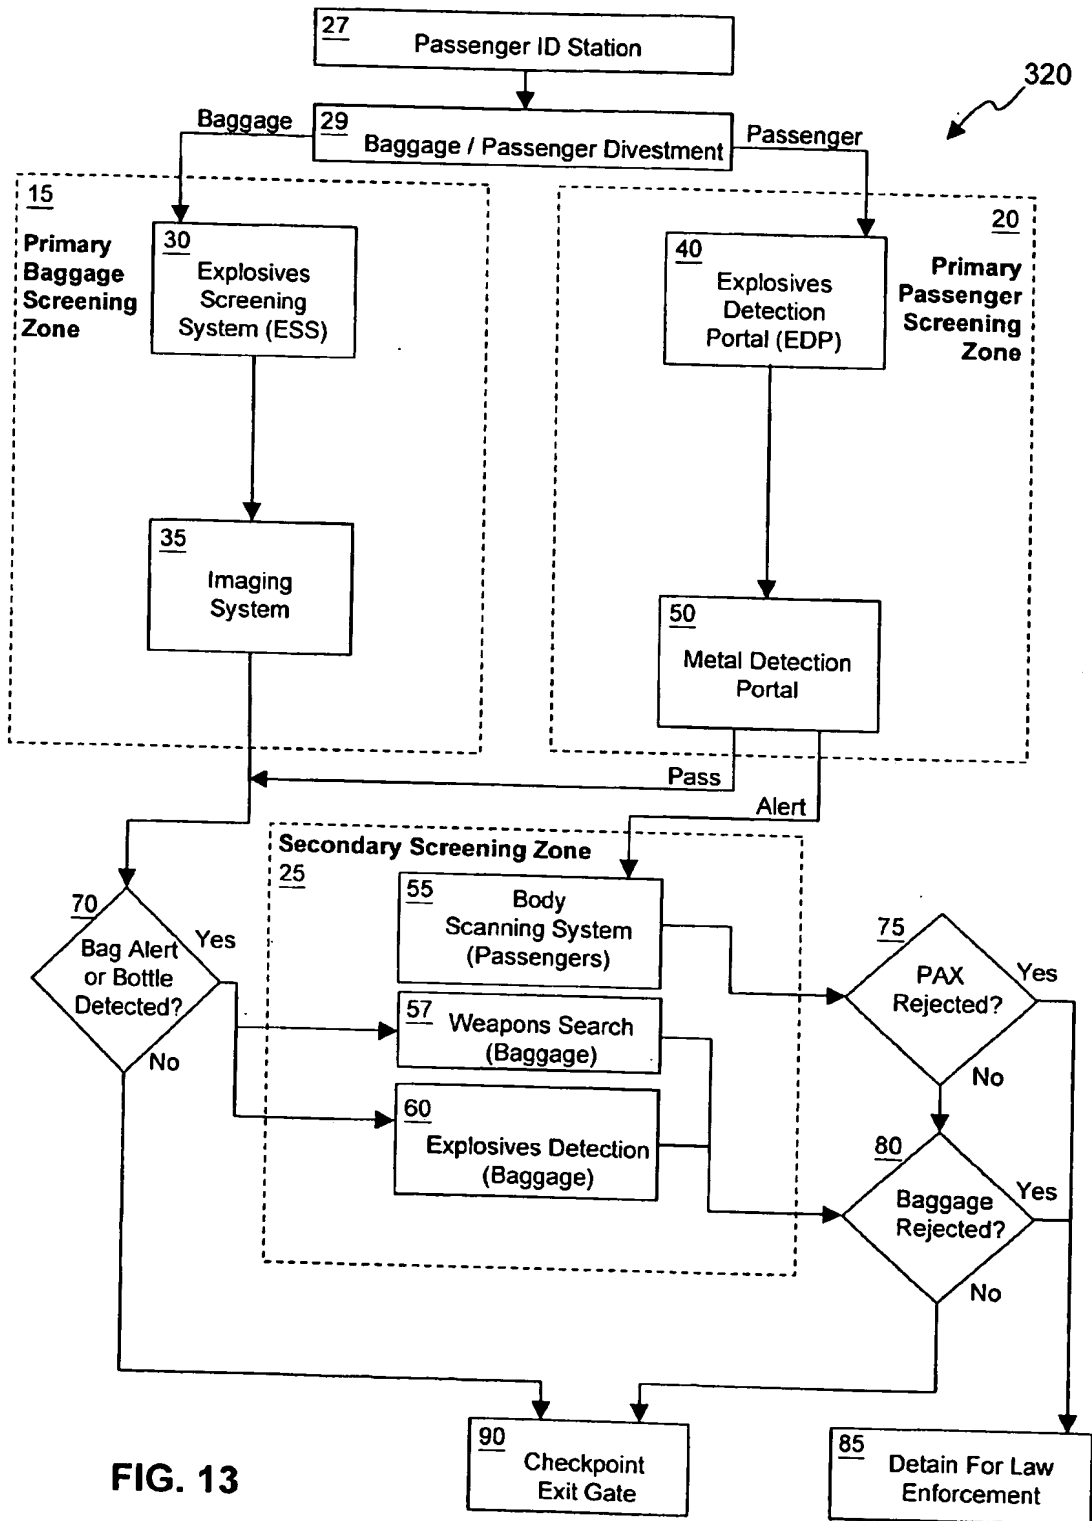 27
Passenger ID Station
320
Baggage
29
Baggage / Passenger Divestment
Passenger
15
Primary
Baggage
Screening
Zone
30
Explosives
Screening
System (ESS)
35
Imaging
System
20
Primary
Passenger
Screening
Zone
40
Explosives
Detection
Portal (EDP)
50
Metal Detection
Portal
Pass
Alert
Secondary Screening Zone
25
55
Body
Scanning System
(Passengers)
57
Weapons Search
(Baggage)
60
Explosives Detection
(Baggage)
70
Bag Alert
or Bottle
Detected?
Yes
No
75
PAX
Rejected?
Yes
No
80
Baggage
Rejected?
Yes
No
90
Checkpoint
Exit Gate
85
Detain For Law
Enforcement
FIG. 13